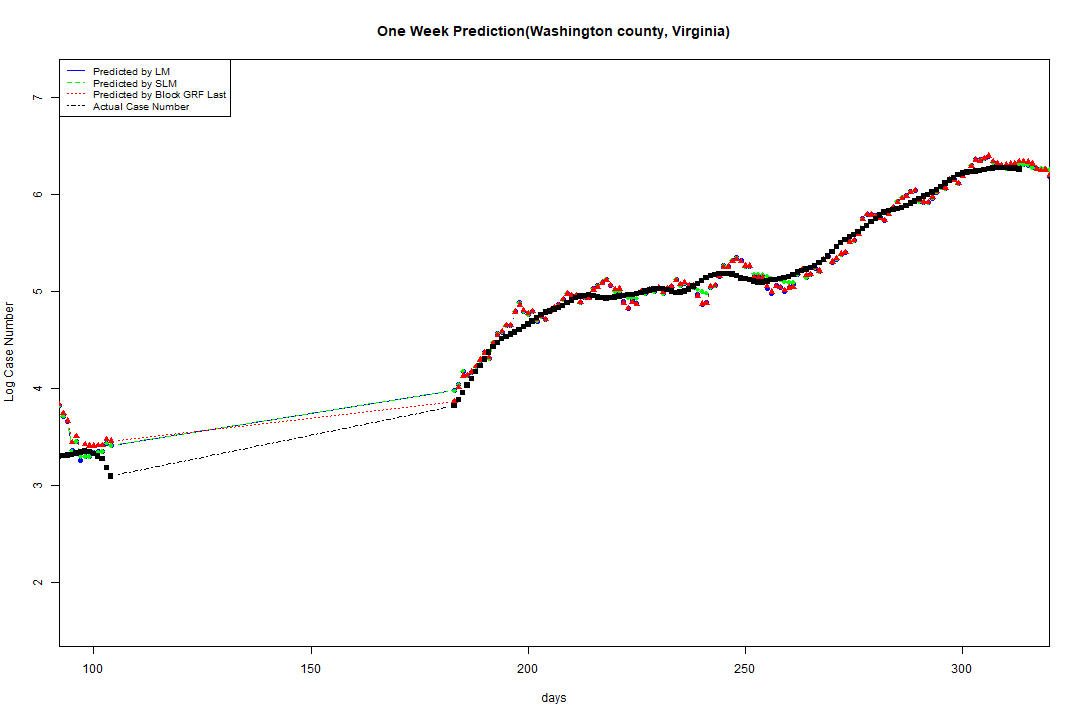 One Week Prediction(Washington county, Virginia)
Predicted by LM
Predicted by SLM
Predicted by Block GRF Last
Actual Case Number
7
6
5
4
3
2
Log Case Number
100 150 200 250 300
days